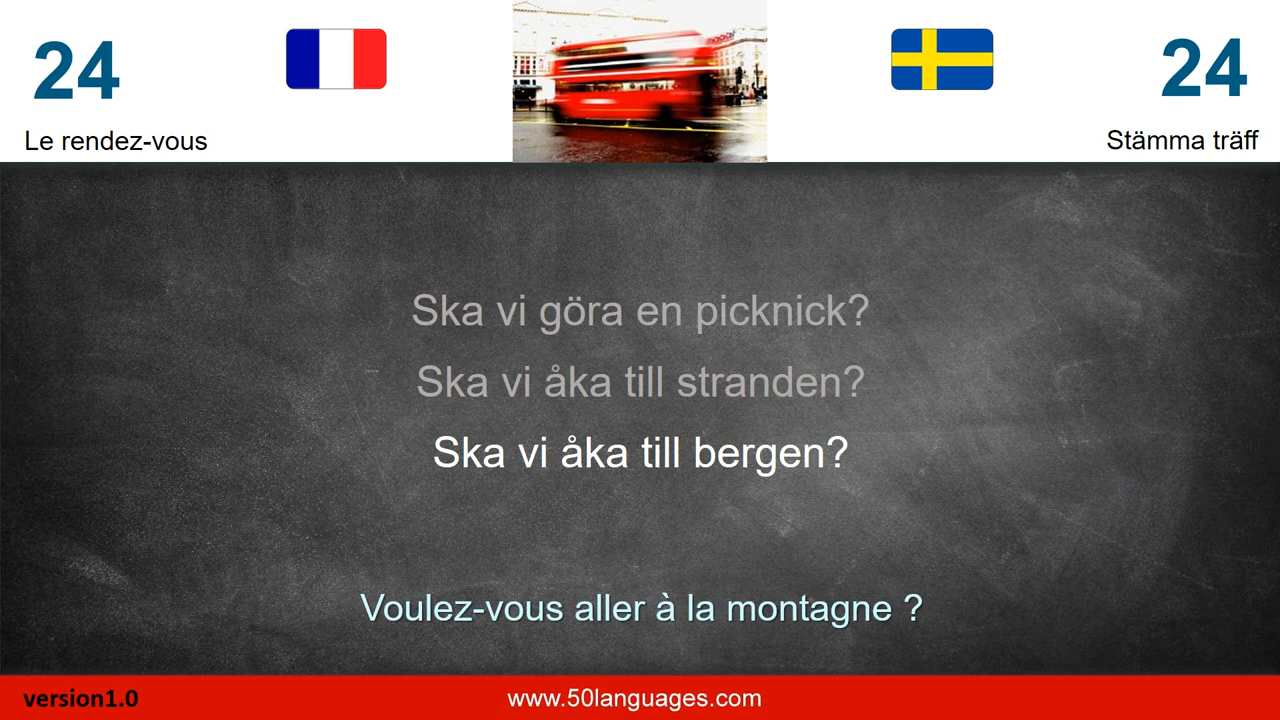 24
24
Le rendez-vous
Stämma träff
Ska vi göra en picknick?
Ska vi åka till stranden?
Ska vi åka till bergen?
Voulez-vous aller à la montagne ?
version1.0
www.50languages.com